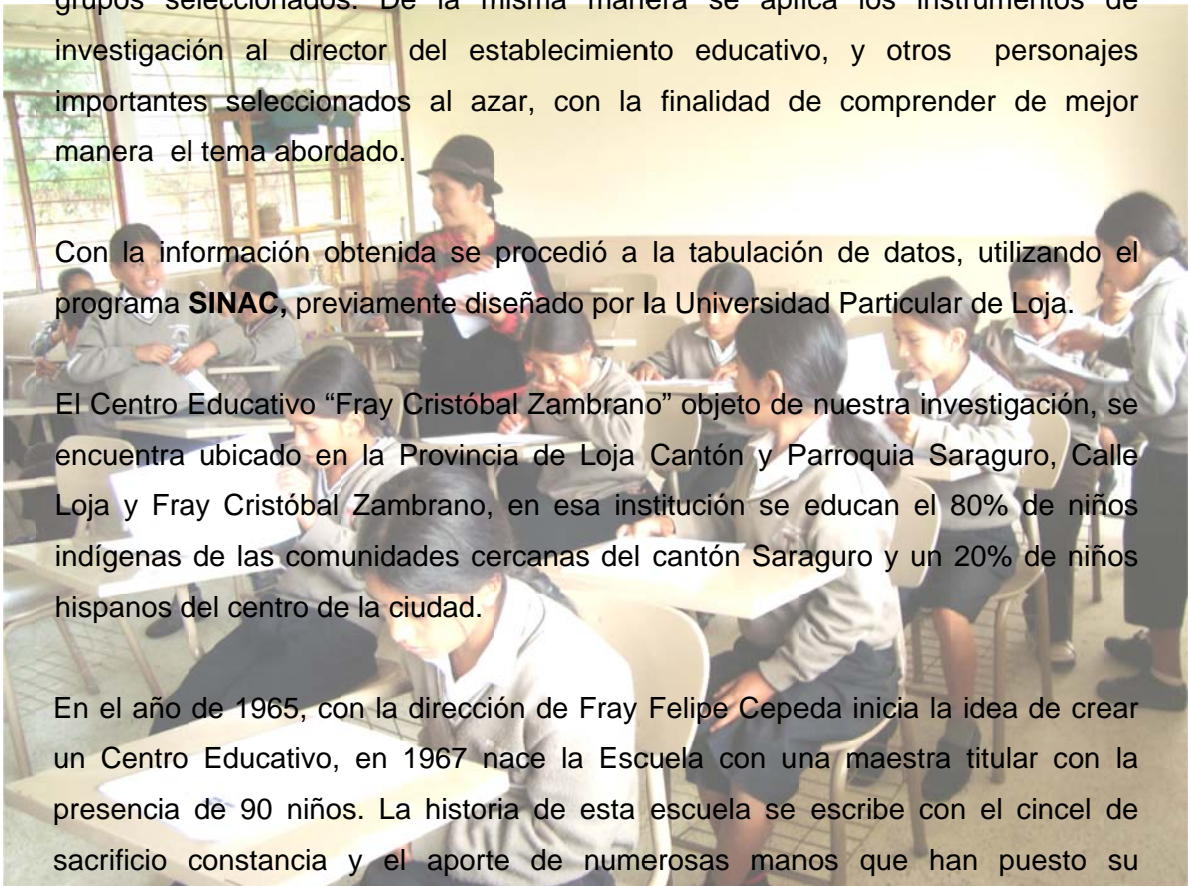 grupos seleccionados. De la misma manera se aplica los instrumentos de
investigación al director del establecimiento educativo, y otros personajes
importantes seleccionados al azar, con la finalidad de comprender de mejor
manera el tema abordado.
Con la información obtenida se procedió a la tabulación de datos, utilizando el
programa SINAC, previamente diseñado por la Universidad Particular de Loja.
El Centro Educativo “Fray Cristóbal Zambrano” objeto de nuestra investigación, se
encuentra ubicado en la Provincia de Loja Cantón y Parroquia Saraguro, Calle
Loja y Fray Cristóbal Zambrano, en esa institución se educan el 80% de niños
indígenas de las comunidades cercanas del cantón Saraguro y un 20% de niños
hispanos del centro de la ciudad.
En el año de 1965, con la dirección de Fray Felipe Cepeda inicia la idea de crear
un Centro Educativo, en 1967 nace la Escuela con una maestra titular con la
presencia de 90 niños. La historia de esta escuela se escribe con el cincel de
sacrificio constancia y el aporte de numerosas manos que han puesto su